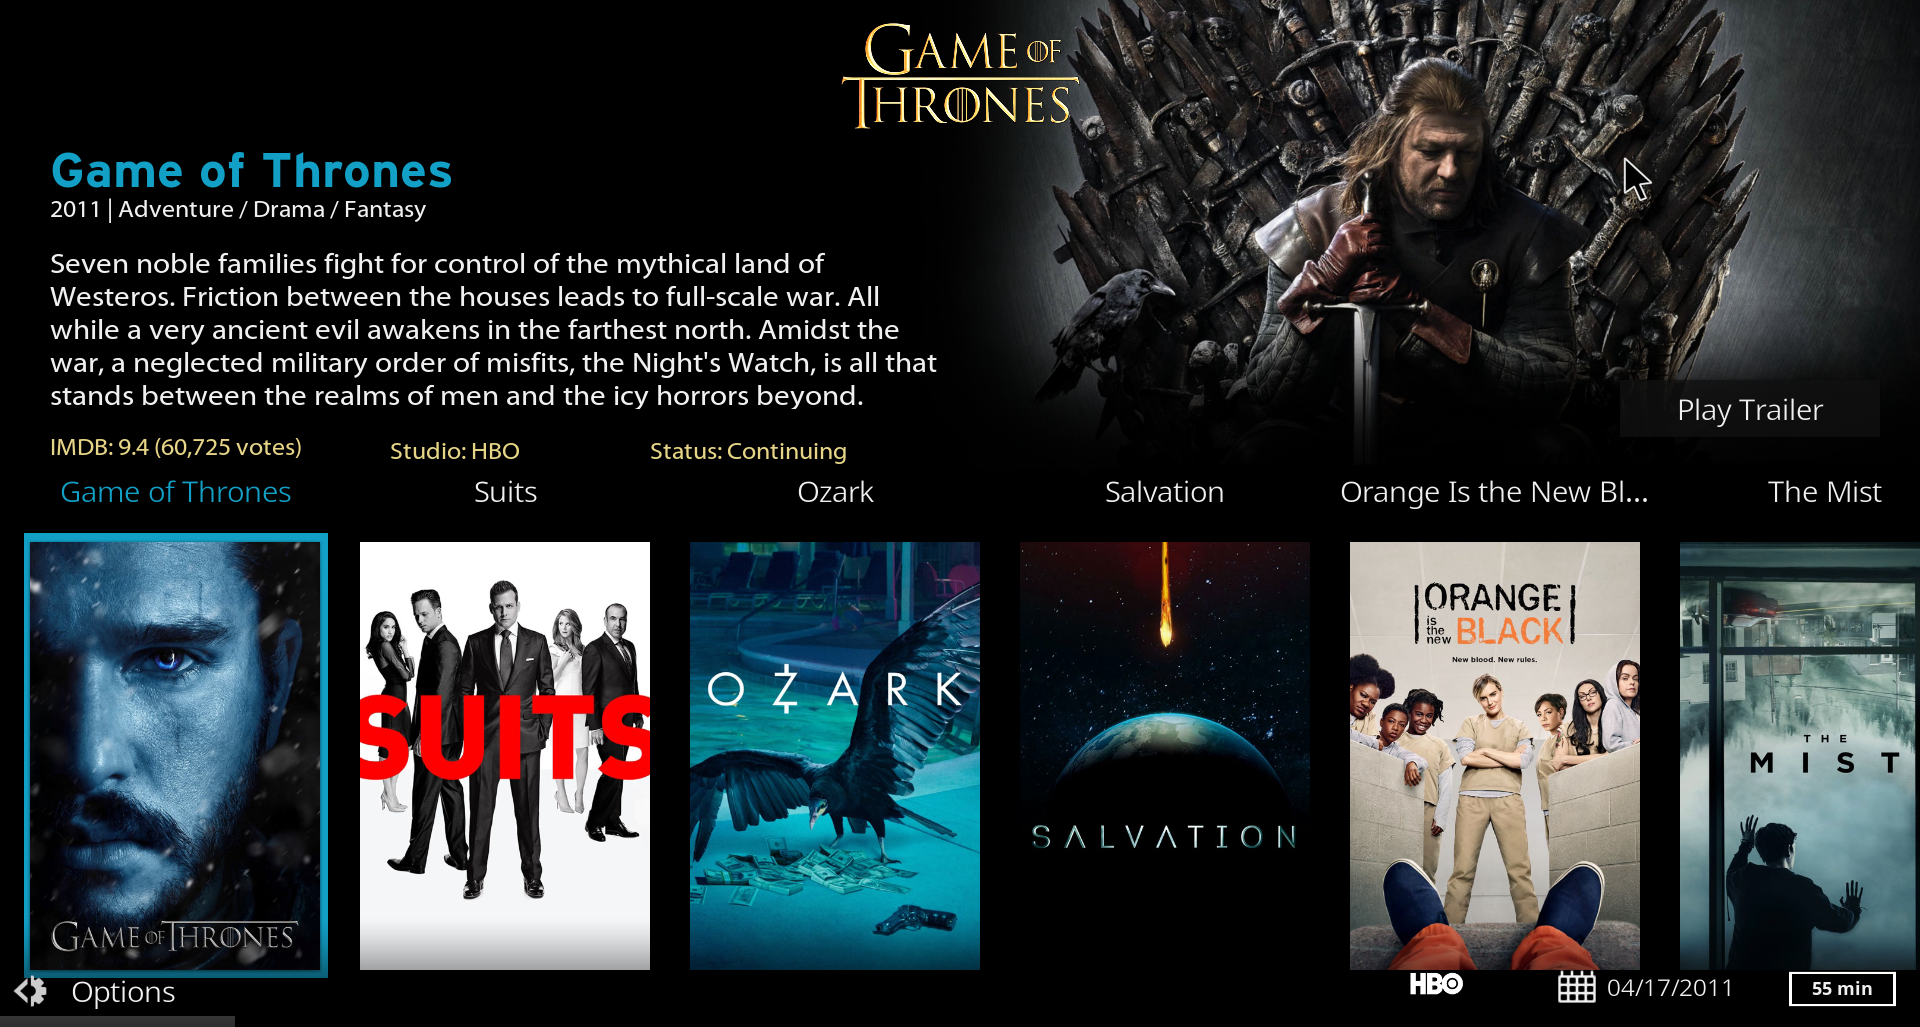 GAME OF
THRONES
Game of Thrones
2011 | Adventure / Drama / Fantasy
Seven noble families fight for control of the mythical land of
Westeros. Friction between the houses leads to full-scale war. All
while a very ancient evil awakens in the farthest north. Amidst the
war, a neglected military order of misfits, the Night's Watch, is all that
stands between the realms of men and the icy horrors beyond.
Play Trailer
IMDB: 9.4 (60,725 votes)
Studio: HBO
Status: Continuing
Game of Thrones
Suits
Ozark
Salvation
Orange Is the New Bl...
The Mist
GAME OF THRONES
SUITS
OZARK
SALVATION
ORANGE
is the new BLACK
New blood. New rules.
THE
MIST
Options
HBO
04/17/2011
55 min